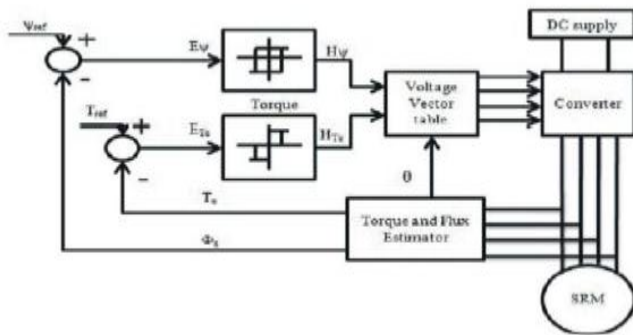 Ψref
+
−
EΨ
HΨ
DC supply
Torque
Voltage
Vector
table
Converter
Tref
+
−
ETe
HTe
θ
Te
Torque and Flux
Estimator
Φs
SRM